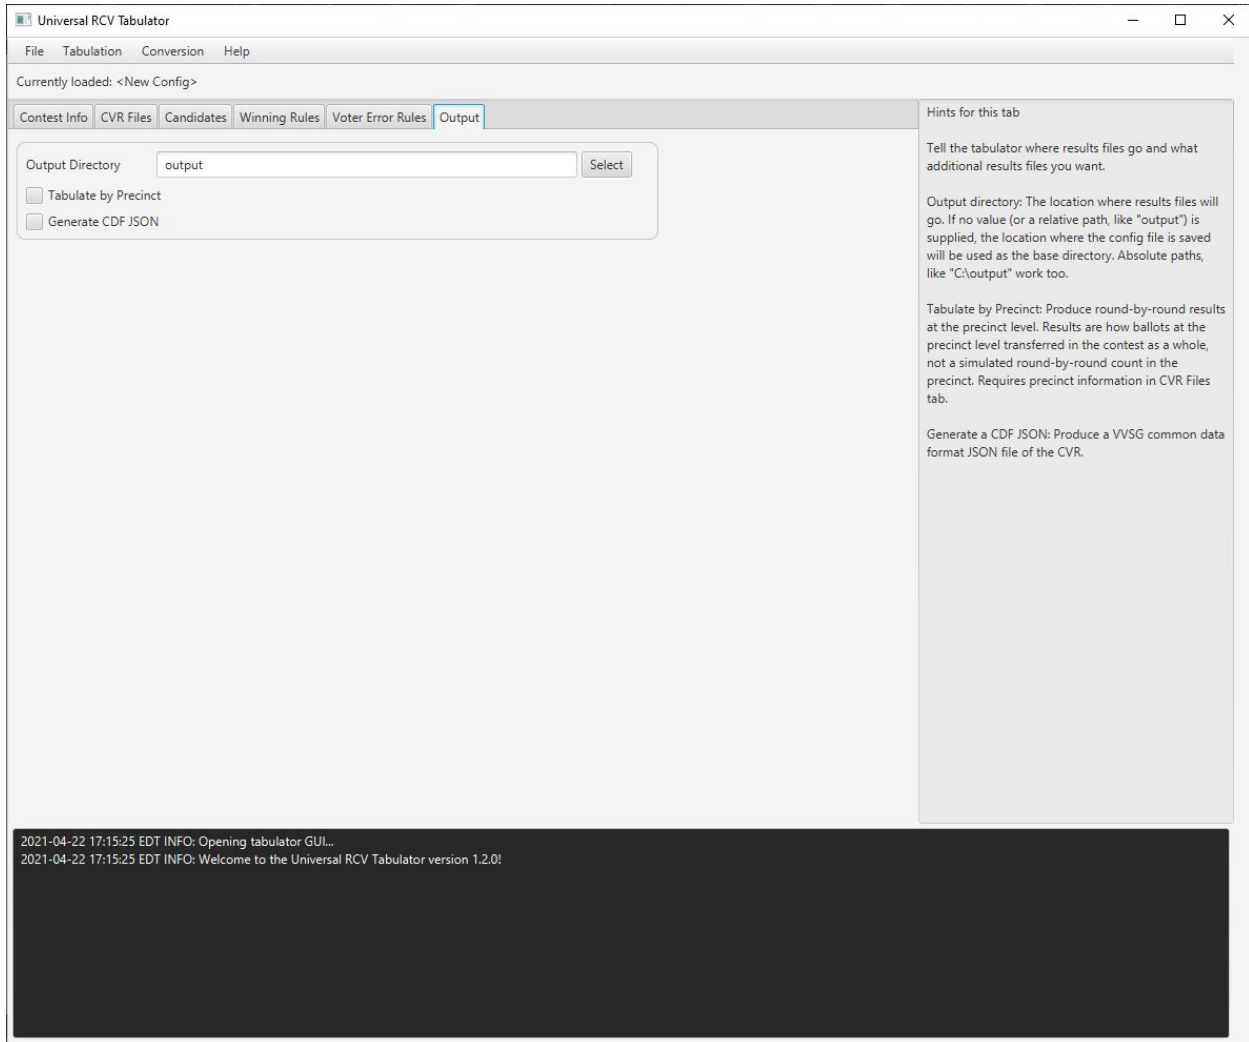 Universal RCV Tabulator
File Tabulation Conversion Help
Currently loaded: <New Config>
Contest Info CVR Files Candidates Winning Rules Voter Error Rules Output
Output Directory output Select
Tabulate by Precinct
Generate CDF JSON
Hints for this tab
Tell the tabulator where results files go and what
additional results files you want.
Output directory: The location where results files will
go. If no value (or a relative path, like "output") is
supplied, the location where the config file is saved
will be used as the base directory. Absolute paths,
like "C:\output" work too.
Tabulate by Precinct: Produce round-by-round results
at the precinct level. Results are how ballots at the
precinct level transferred in the contest as a whole,
not a simulated round-by-round count in the
precinct. Requires precinct information in CVR Files
tab.
Generate a CDF JSON: Produce a VVSG common data
format JSON file of the CVR.
2021-04-22 17:15:25 EDT INFO: Opening tabulator GUI...
2021-04-22 17:15:25 EDT INFO: Welcome to the Universal RCV Tabulator version 1.2.0!